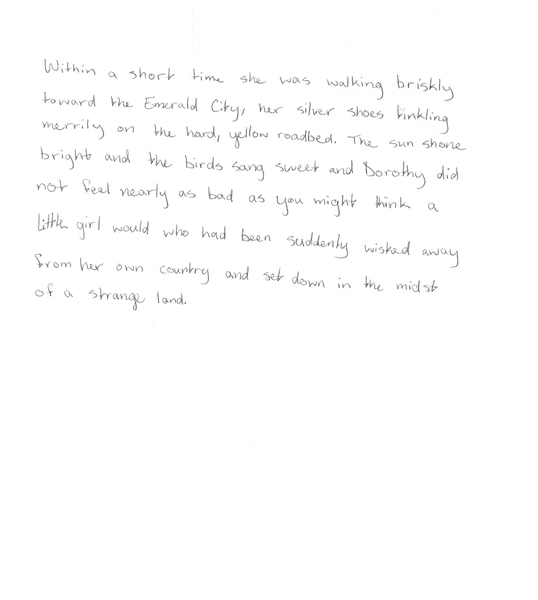 Within a short time she was walking briskly
toward the Emerald City, her silver shoes tinkling
merrily on the hard, yellow roadbed. The sun shone
bright and the birds sang sweet and Dorothy did
not feel nearly as bad as you might think a
little girl would who had been suddenly wisked away
from her own country and set down in the midst
of a strange land.